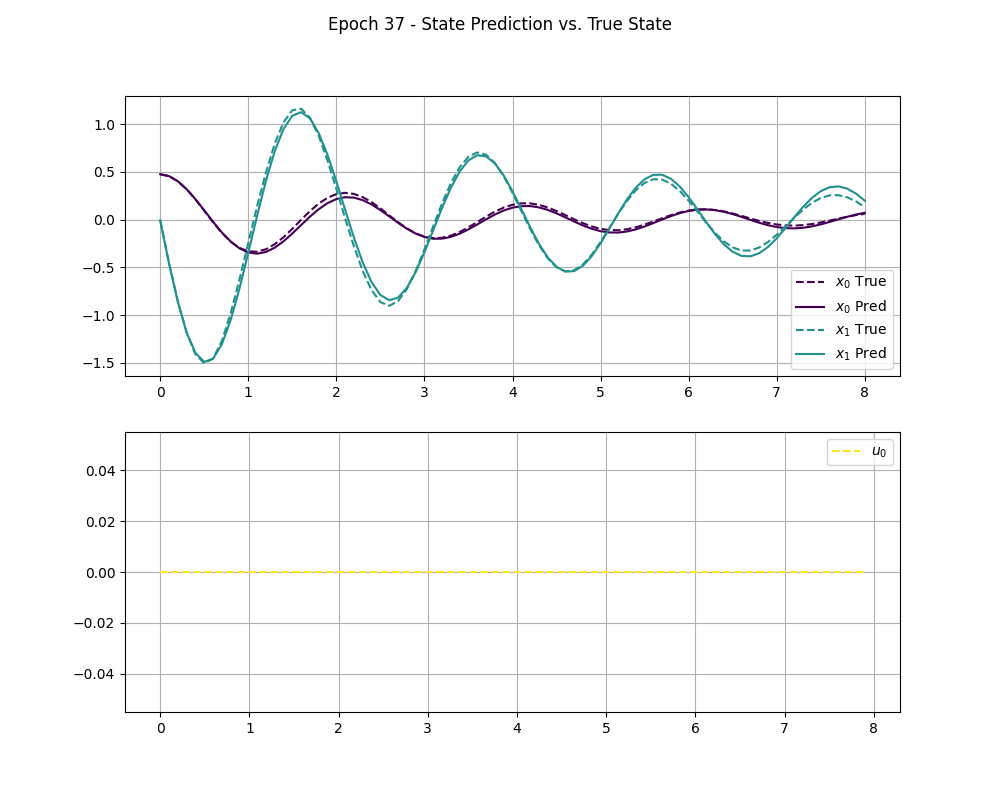 Epoch 37 - State Prediction vs. True State
1.0
0.5
0.0
−0.5
−1.0
−1.5
x₀ True
x₀ Pred
x₁ True
x₁ Pred
0 1 2 3 4 5 6 7 8
0.04
0.02
0.00
−0.02
−0.04
u₀
0 1 2 3 4 5 6 7 8